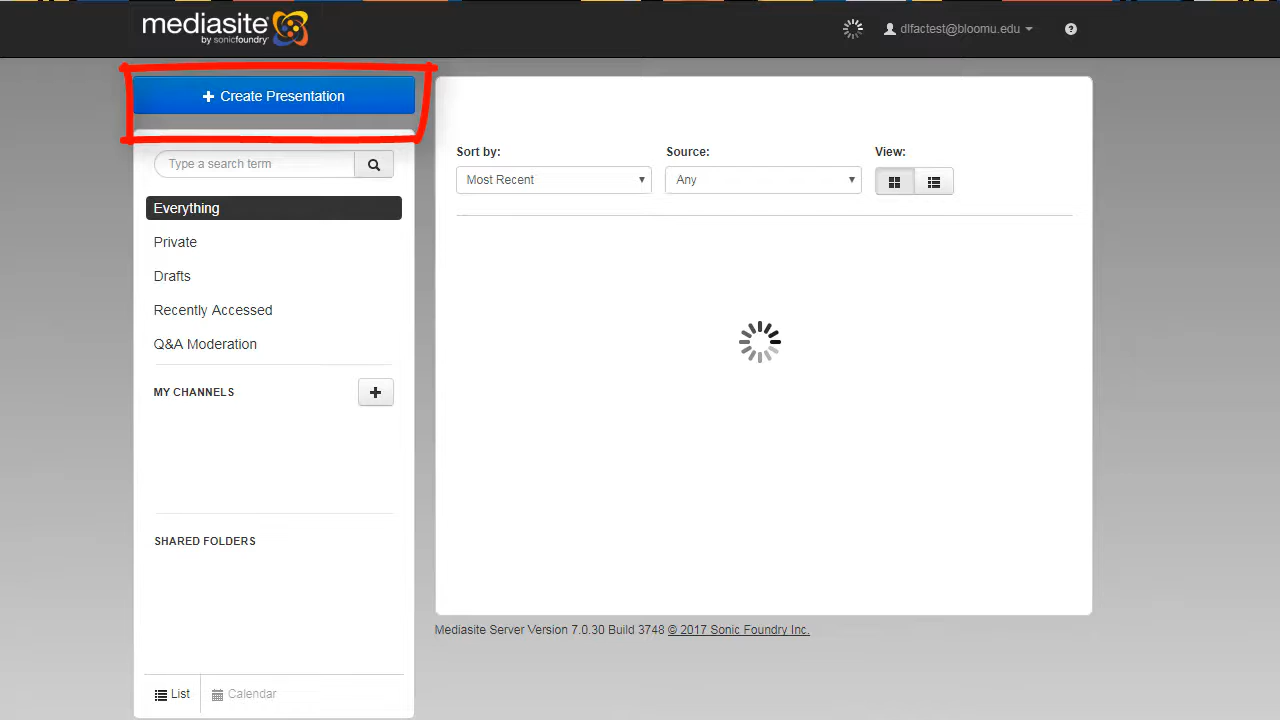 mediasite
by sonicfoundry
dlfactest@bloomu.edu
Create Presentation
Type a search term
Everything
Private
Drafts
Recently Accessed
Q&A Moderation
MY CHANNELS
SHARED FOLDERS
List
Calendar
Sort by:
Most Recent
Source:
Any
View:
Mediasite Server Version 7.0.30 Build 3748 © 2017 Sonic Foundry Inc.